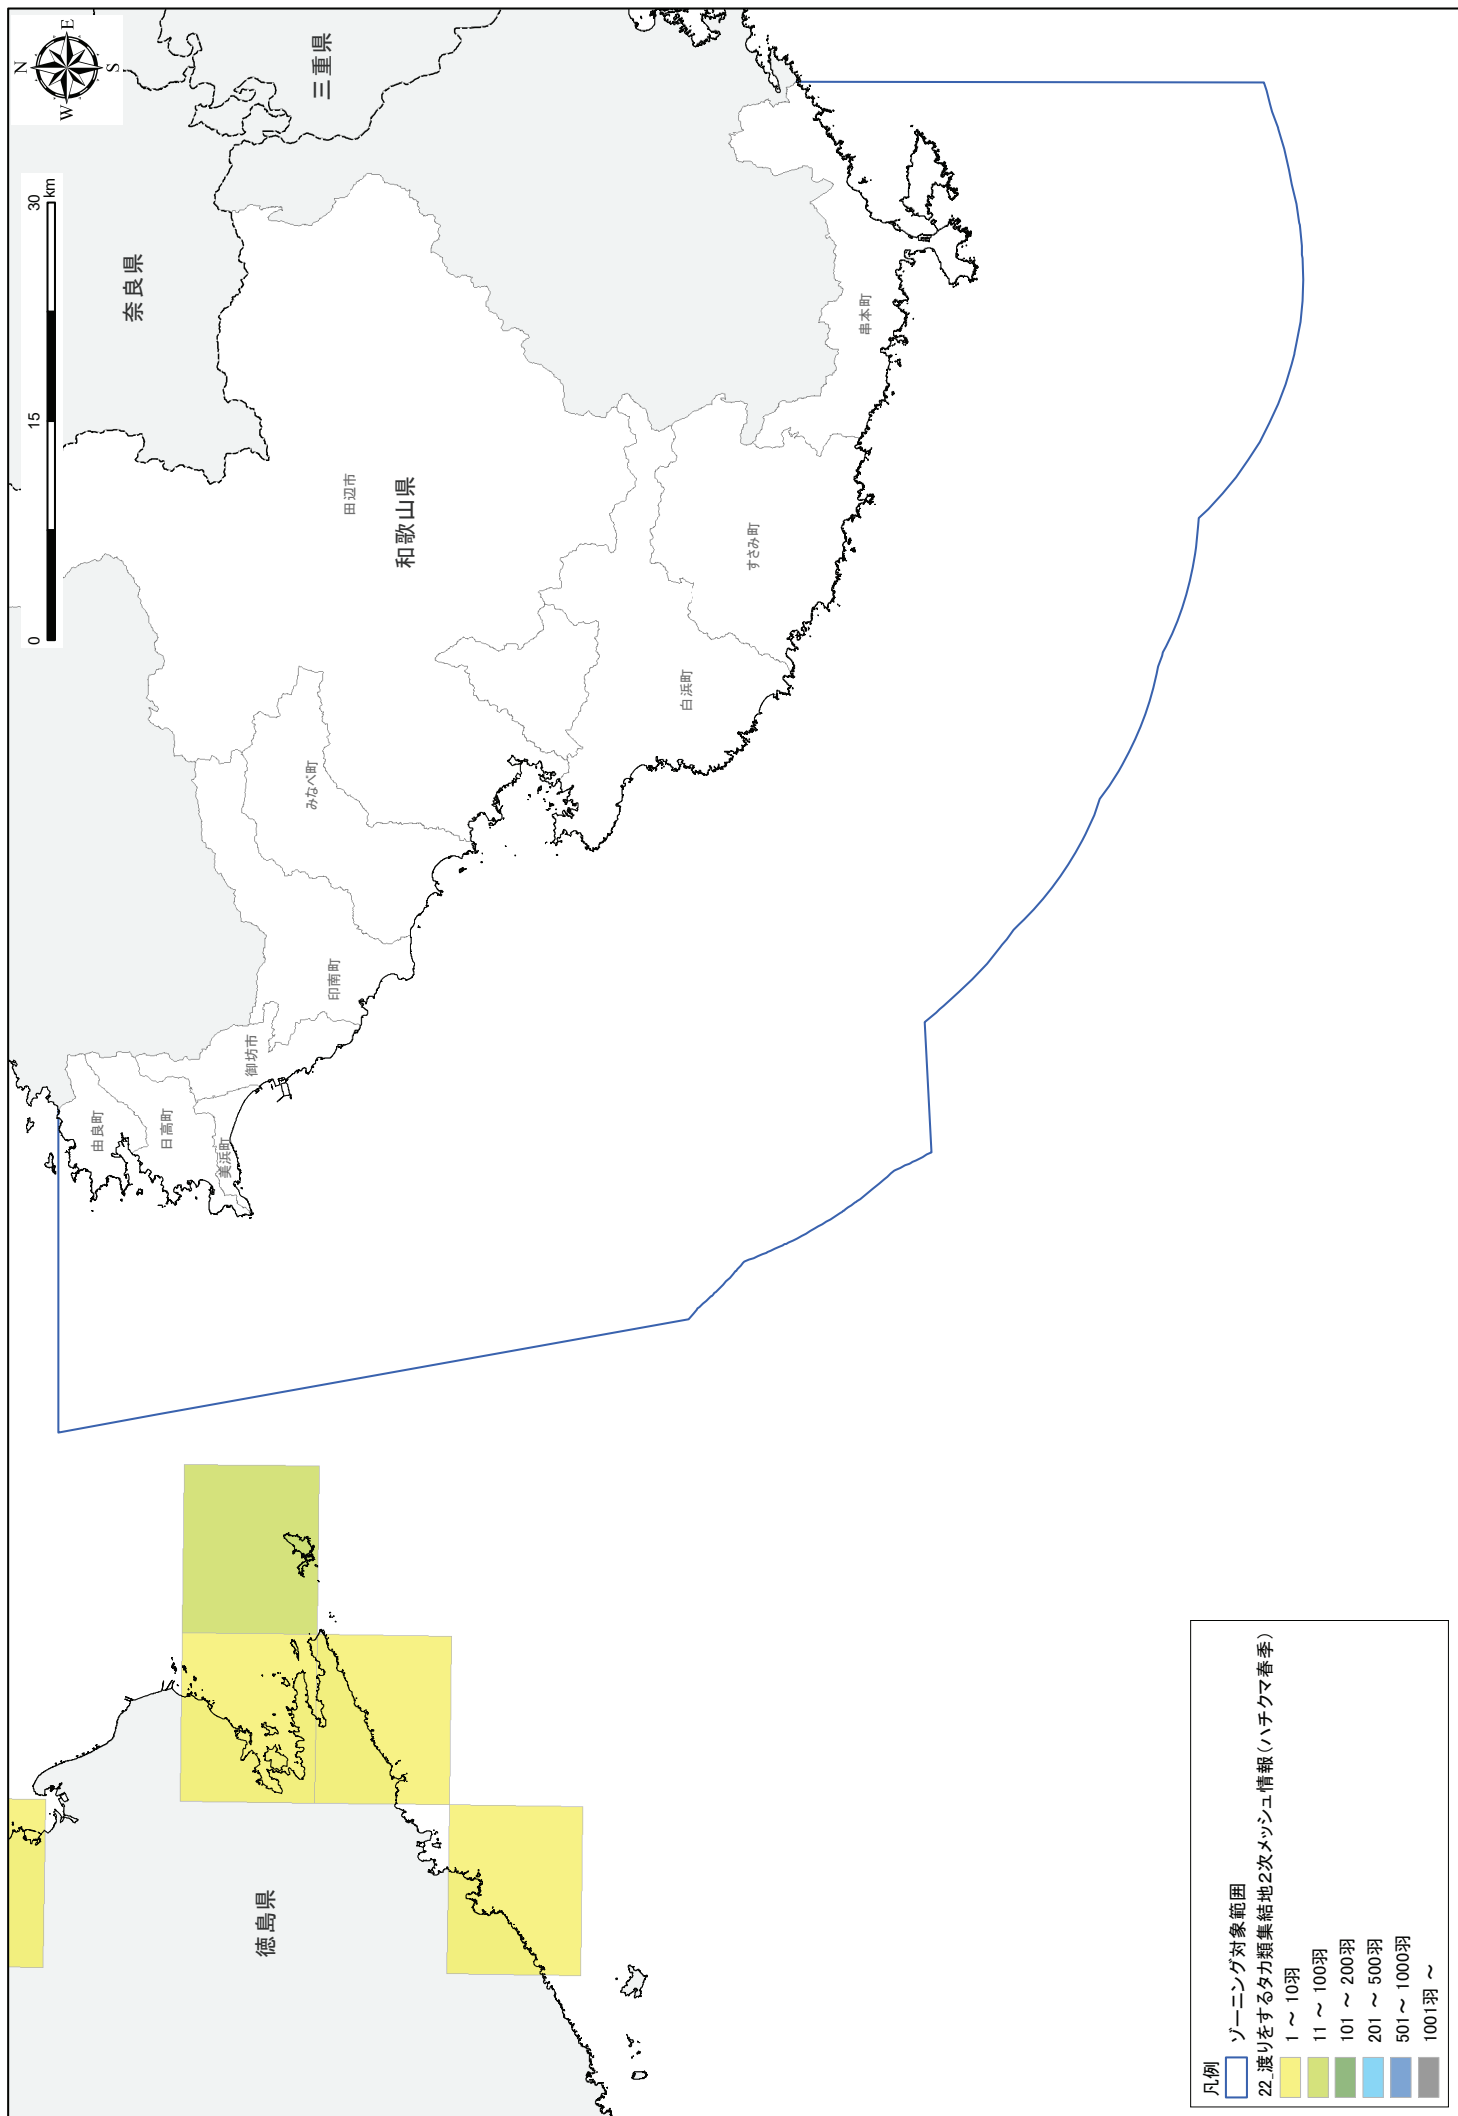 N
E
W
S
0
15
30
km
三重県
奈良県
和歌山県
田辺市
串本町
すさみ町
白浜町
みなべ町
印南町
御坊市
由良町
日高町
美浜町
徳島県
凡例
ゾーニング対象範囲
22_渡りをするタカ類集結地2次メッシュ情報(ハチクマ春季)
1 ~ 10羽
11 ~ 100羽
101 ~ 200羽
201 ~ 500羽
501 ~ 1000羽
1001羽 ~